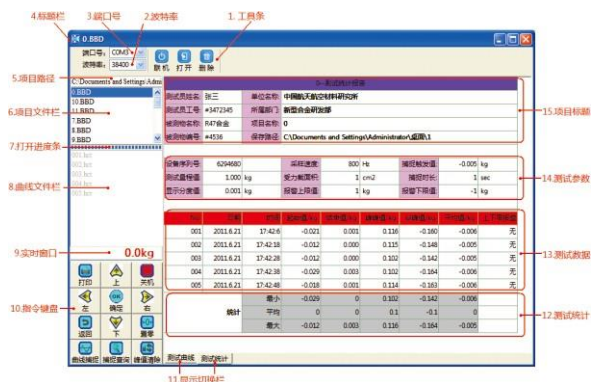 4.标题栏 3.端口号 2.波特率 1.工具条
0.BBD
端口号: COM3
波特率: 38400
联机 打开 删除
5.项目路径
C:\Documents and Settings\Admi
6.项目文件栏
0.BBD
10.BBD
11.BBD
7.BBD
8.BBD
9.BBD
7.打开进度条
8.曲线文件栏
9.实时窗口
0.0kg
10.指令键盘
打印 上 关机
左 确定 右
返回 下 置零
曲线捕捉 捕捉查询 峰值清除
0--测试统计报表
测试员姓名: 张三 单位名称: 中国航天航空材料研究所
测试员工号: #3472345 所属部门: 新型合金研发部
被测物名称: R47合金 项目名称: 0
被测物编号: #4536 保存路径: C:\Documents and Settings\Administrator\桌面\1
15.项目标题
设备序列号 6294680 采样速度: 800 Hz 捕捉触发值: -0.005 kg
测试量程值 1.000 kg 受力截面积: 1 cm2 捕捉时长: 1 sec
显示分度值 0.001 kg 报警上限值: 1 kg 报警下限值: -1 kg
14.测试参数
No 日期 时间
001 2011.6.21 17:42:6 -0.021 0.001 0.116 -0.160 -0.006 无
002 2011.6.21 17:42:18 -0.012 0.000 0.115 -0.148 -0.005 无
003 2011.6.21 17:42:28 -0.012 0.000 0.102 -0.142 -0.005 无
004 2011.6.21 17:42:38 -0.029 0.003 0.102 -0.164 -0.006 无
005 2011.6.21 17:42:48 -0.018 0.001 0.114 -0.163 -0.006 无
13.测试数据
统计
最小 -0.029 0 0.102 -0.142 -0.006
平均 0 0 0.1 -0.1 0
最大 -0.012 0.003 0.116 -0.164 -0.005
12.测试统计
测试曲线 测试统计
11.显示切换栏